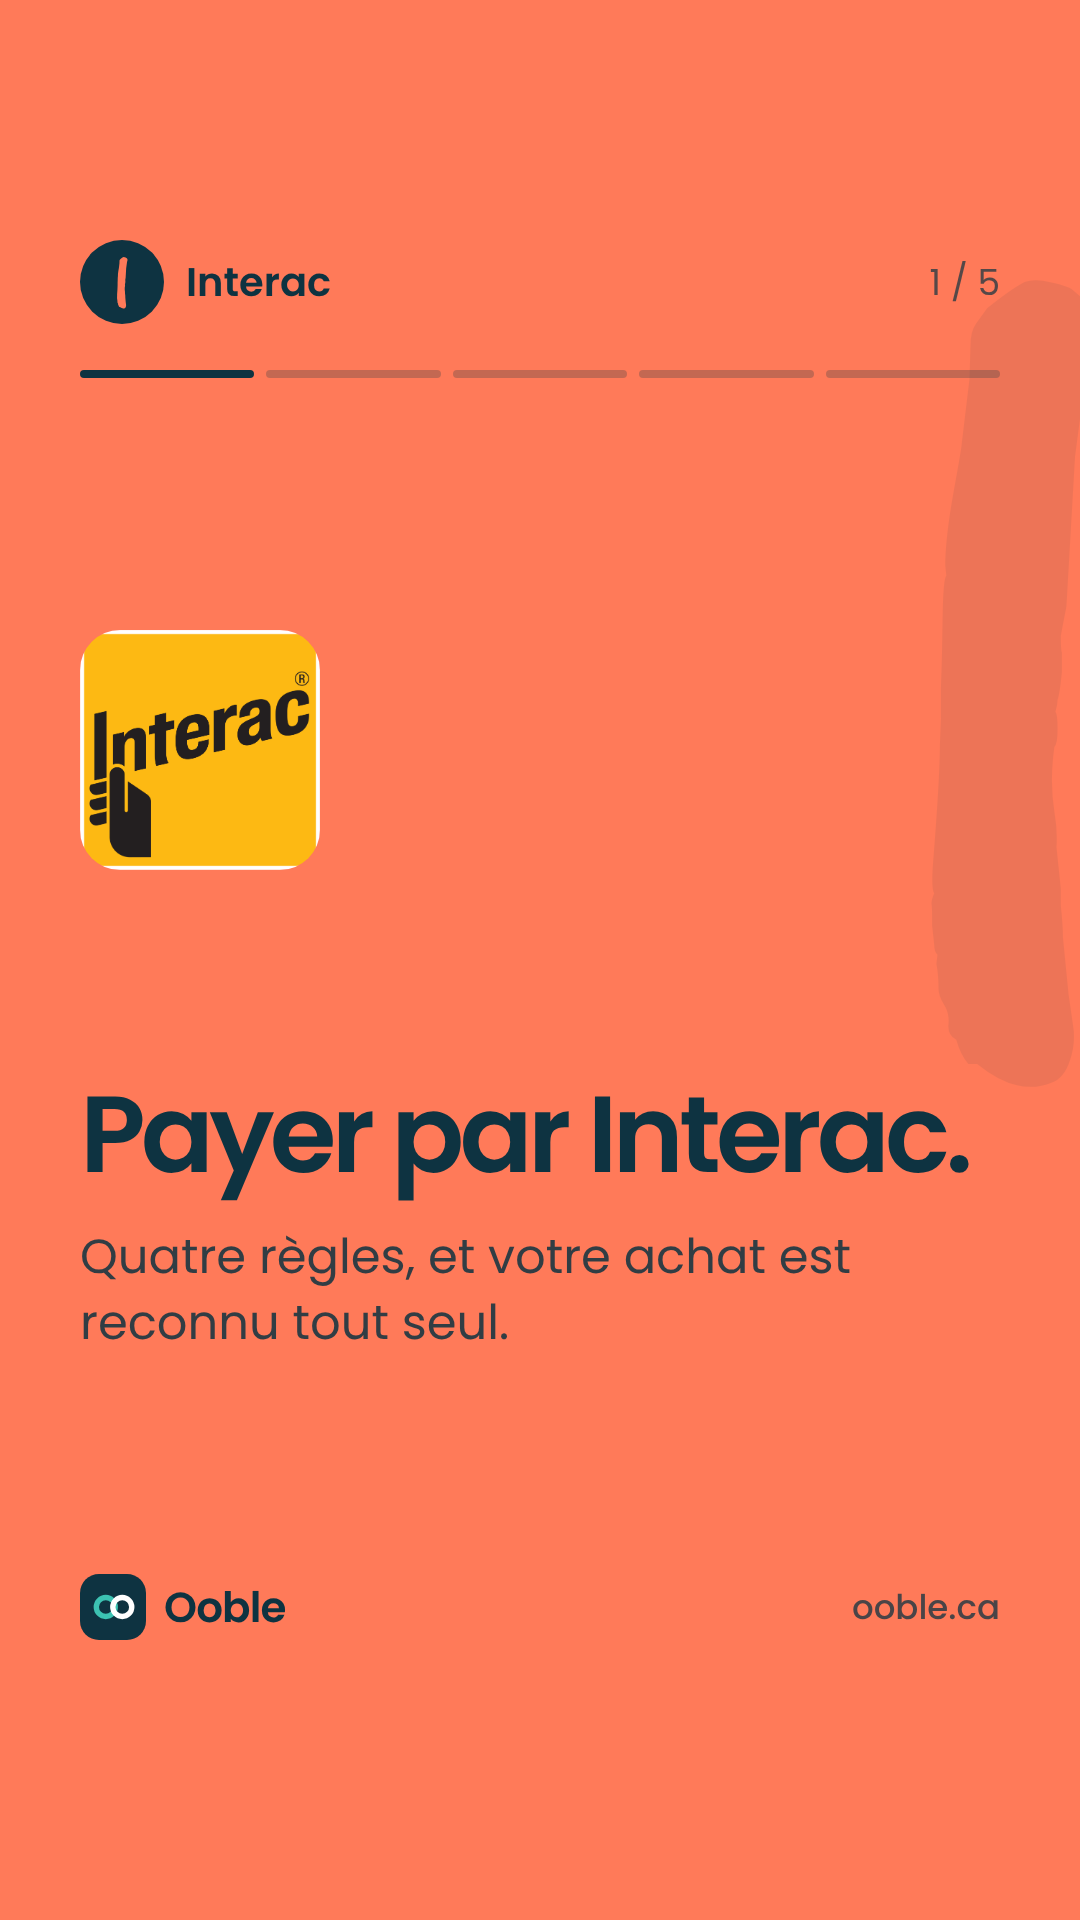 Interac
1 / 5
Interac®
Payer par Interac.
Quatre règles, et votre achat est
reconnu tout seul.
Ooble
ooble.ca